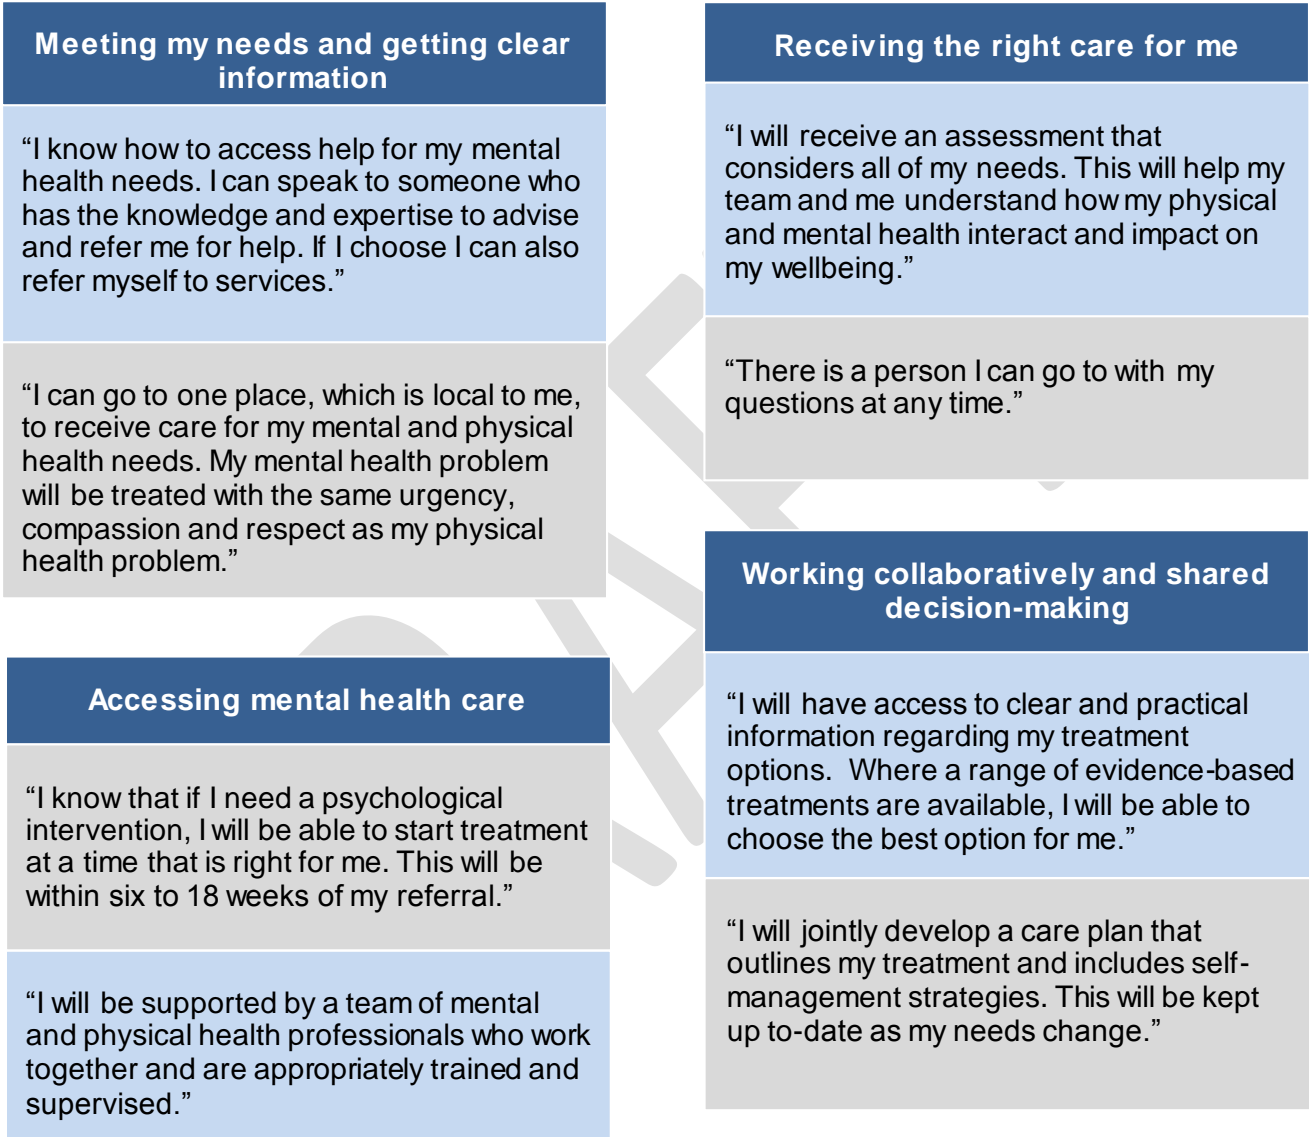 Meeting my needs and getting clear
information
“I know how to access help for my mental
health needs. I can speak to someone who
has the knowledge and expertise to advise
and refer me for help. If I choose I can also
refer myself to services.”
“I can go to one place, which is local to me,
to receive care for my mental and physical
health needs. My mental health problem
will be treated with the same urgency,
compassion and respect as my physical
health problem.”
Accessing mental health care
“I know that if I need a psychological
intervention, I will be able to start treatment
at a time that is right for me. This will be
within six to 18 weeks of my referral.”
“I will be supported by a team of mental
and physical health professionals who work
together and are appropriately trained and
supervised.”
Receiving the right care for me
“I will receive an assessment that
considers all of my needs. This will help my
team and me understand how my physical
and mental health interact and impact on
my wellbeing.”
“There is a person I can go to with my
questions at any time.”
Working collaboratively and shared
decision-making
“I will have access to clear and practical
information regarding my treatment
options. Where a range of evidence-based
treatments are available, I will be able to
choose the best option for me.”
“I will jointly develop a care plan that
outlines my treatment and includes self-
management strategies. This will be kept
up to-date as my needs change.”